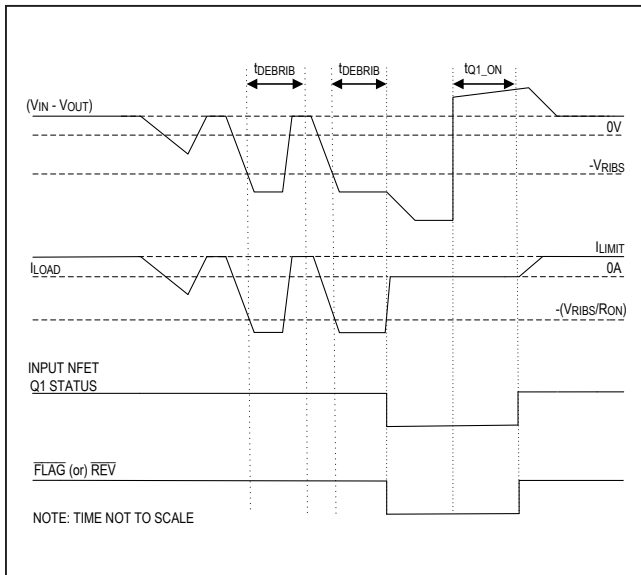 tDEBRIB
tDEBRIB
tQ1_ON
(VIN - VOUT)
0V
-VRIBS
ILIMIT
ILOAD
0A
-(VRIBS/RON)
INPUT NFET
Q1 STATUS
FLAG (or) REV
NOTE: TIME NOT TO SCALE